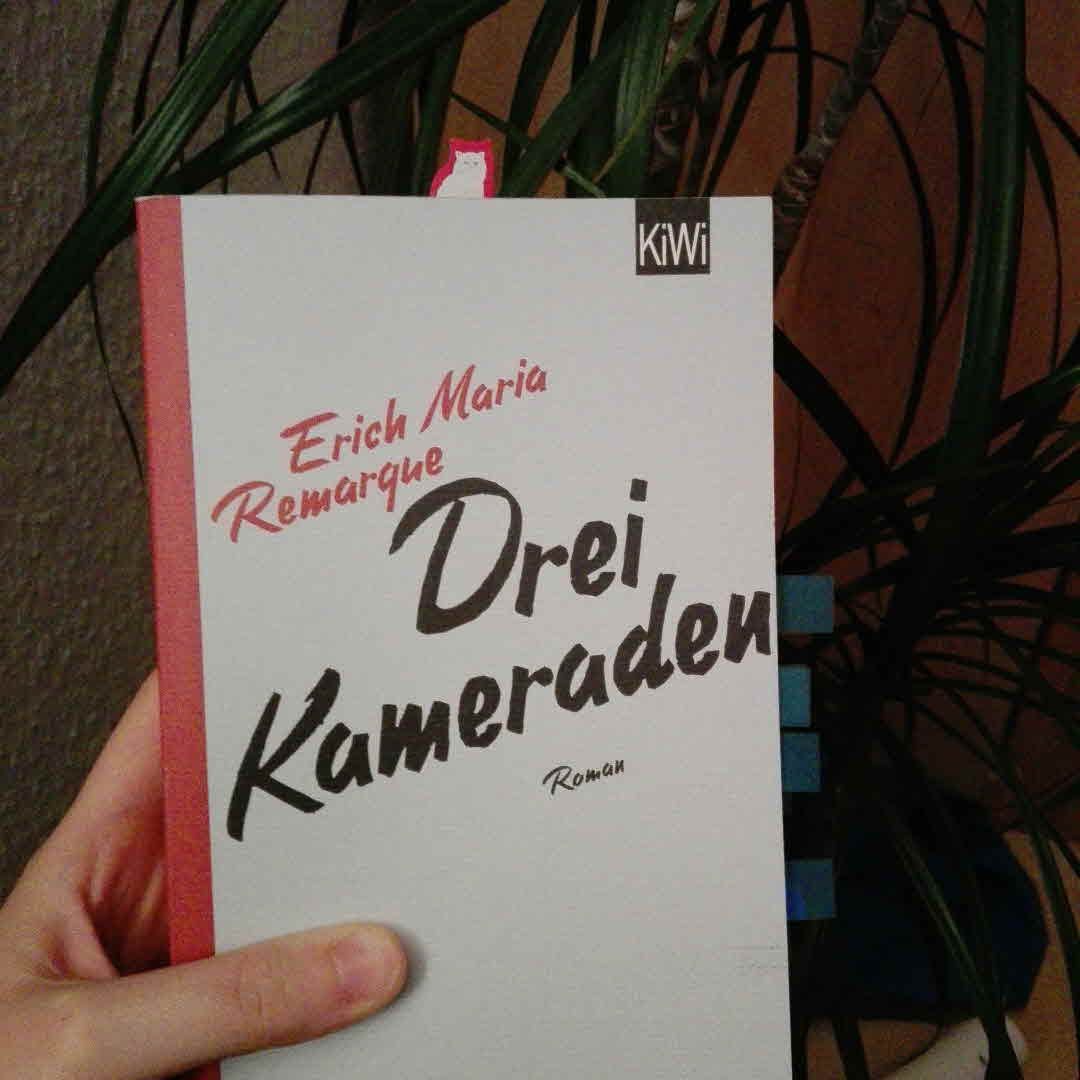 KiWi
Erich Maria
Remarque
Drei
Kameraden
Roman